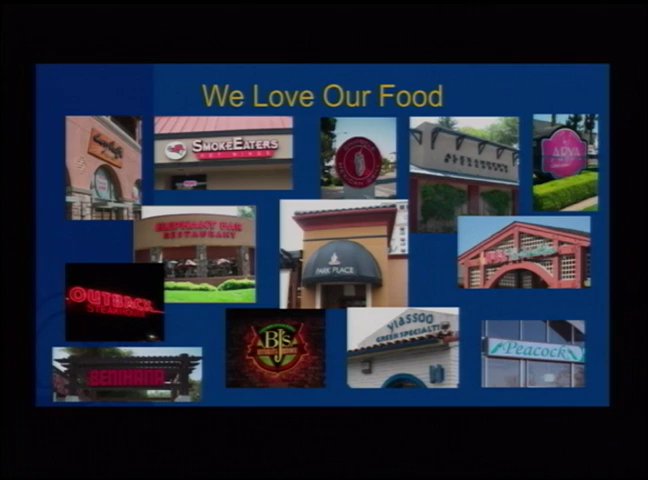 We Love Our Food
SMOKEEATERS
HOT WINGS
ARYA
ELEPHANT BAR
RESTAURANT
PARK PLACE
OUTBACK
STEAKHOUSE
BJ's
Yiassoo
GREEK SPECIALTIES
Peacock
BENIHANA